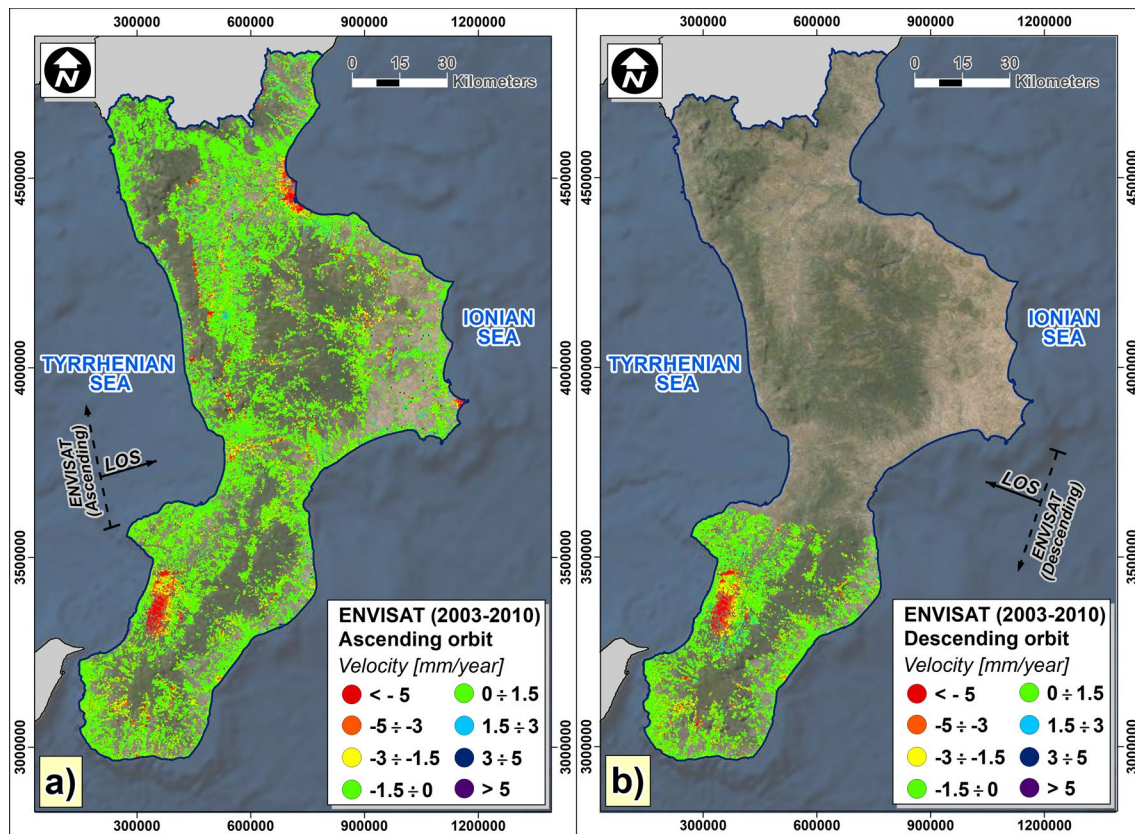 300000 600000 900000 1200000
N
0 15 30
Kilometers
4500000
4000000
3500000
3000000
TYRRHENIAN
SEA
IONIAN
SEA
ENVISAT
(Ascending)
LOS
ENVISAT (2003-2010)
Ascending orbit
Velocity [mm/year]
< - 5
-5 ÷ -3
-3 ÷ -1.5
-1.5 ÷ 0
0 ÷ 1.5
1.5 ÷ 3
3 ÷ 5
> 5
a)
300000 600000 900000 1200000
300000 600000 900000 1200000
N
0 15 30
Kilometers
TYRRHENIAN
SEA
IONIAN
SEA
LOS
ENVISAT
(Descending)
4500000
4000000
3500000
3000000
ENVISAT (2003-2010)
Descending orbit
Velocity [mm/year]
< - 5
-5 ÷ -3
-3 ÷ -1.5
-1.5 ÷ 0
0 ÷ 1.5
1.5 ÷ 3
3 ÷ 5
> 5
b)
300000 600000 900000 1200000